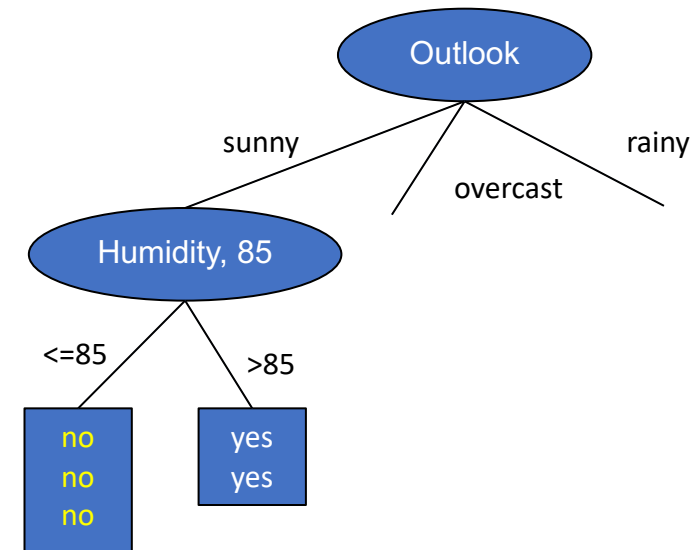 Outlook
sunny
rainy
overcast
Humidity, 85
<=85
>85
no
no
no
yes
yes